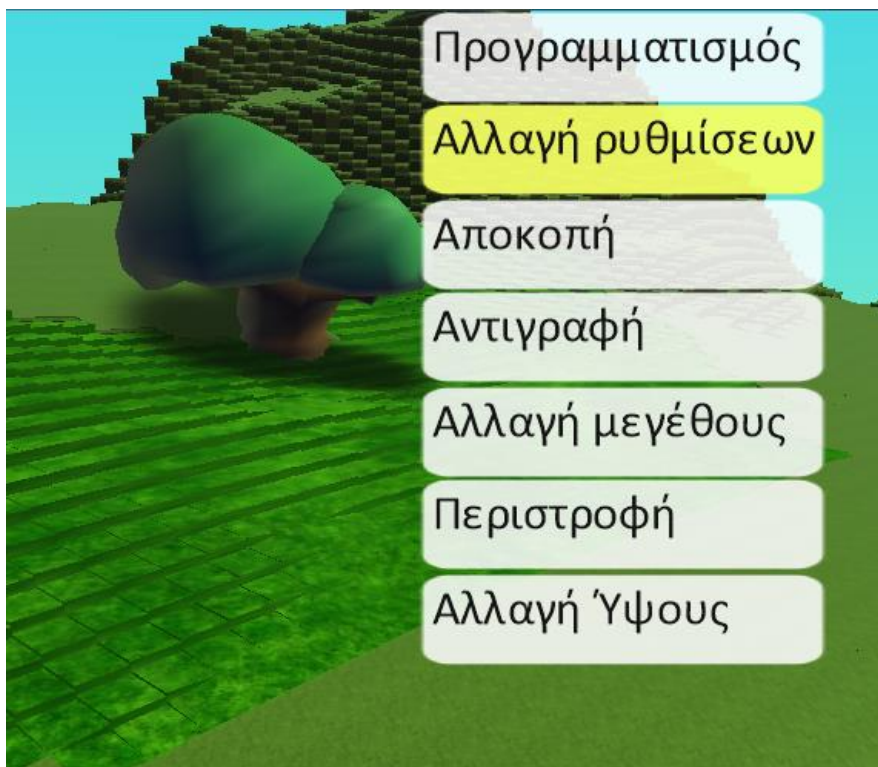 Προγραμματισμός
Αλλαγή ρυθμίσεων
Αποκοπή
Αντιγραφή
Αλλαγή μεγέθους
Περιστροφή
Αλλαγή Ύψους